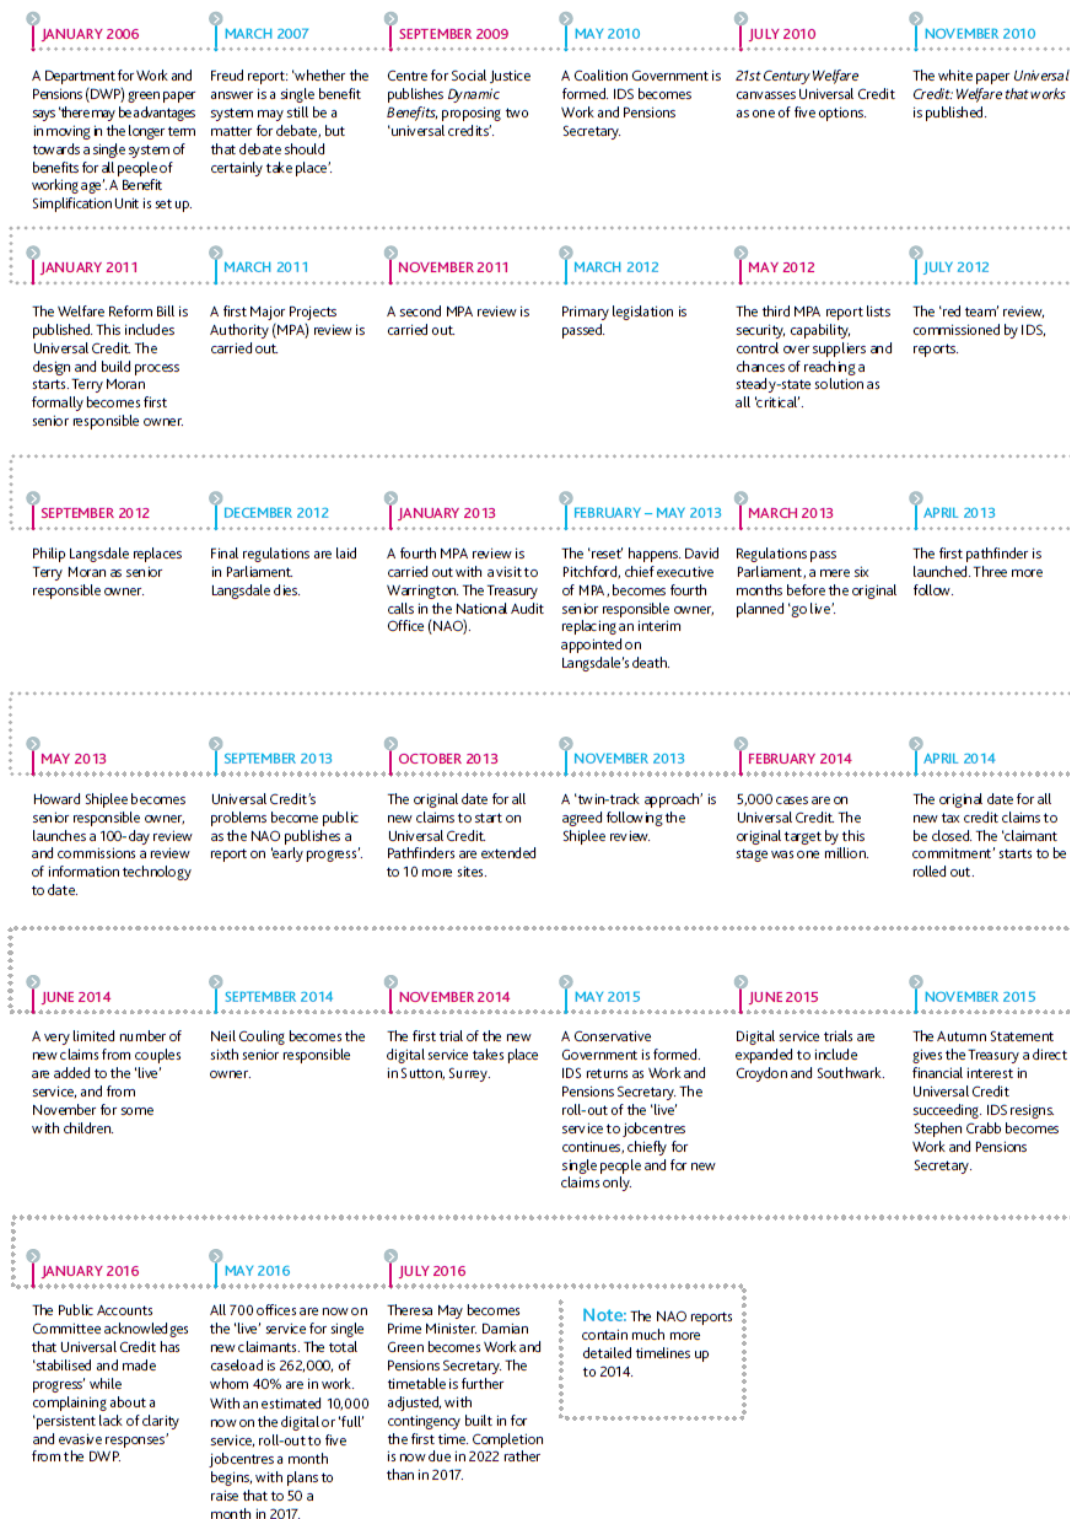 JANUARY 2006
A Department for Work and
Pensions (DWP) green paper
says 'there may be advantages
in moving in the longer term
towards a single system of
benefits for all people of
working age'. A Benefit
Simplification Unit is set up.
MARCH 2007
Freud report: 'whether the
answer is a single benefit
system may still be a
matter for debate, but
that debate should
certainly take place'.
SEPTEMBER 2009
Centre for Social Justice
publishes Dynamic
Benefits, proposing two
'universal credits'.
MAY 2010
A Coalition Government is
formed. IDS becomes
Work and Pensions
Secretary.
JULY 2010
21st Century Welfare
canvasses Universal Credit
as one of five options.
NOVEMBER 2010
The white paper Universal
Credit: Welfare that works
is published.
JANUARY 2011
The Welfare Reform Bill is
published. This includes
Universal Credit. The
design and build process
starts. Terry Moran
formally becomes first
senior responsible owner.
MARCH 2011
A first Major Projects
Authority (MPA) review is
carried out.
NOVEMBER 2011
A second MPA review is
carried out.
MARCH 2012
Primary legislation is
passed.
MAY 2012
The third MPA report lists
security, capability,
control over suppliers and
chances of reaching a
steady-state solution as
all 'critical'.
JULY 2012
The 'red team' review,
commissioned by IDS,
reports.
SEPTEMBER 2012
Philip Langsdale replaces
Terry Moran as senior
responsible owner.
DECEMBER 2012
Final regulations are laid
in Parliament.
Langsdale dies.
JANUARY 2013
A fourth MPA review is
carried out with a visit to
Warrington. The Treasury
calls in the National Audit
Office (NAO).
FEBRUARY – MAY 2013
The 'reset' happens. David
Pitchford, chief executive
of MPA, becomes fourth
senior responsible owner,
replacing an interim
appointed on
Langsdale's death.
MARCH 2013
Regulations pass
Parliament, a mere six
months before the original
planned 'go live'.
APRIL 2013
The first pathfinder is
launched. Three more
follow.
MAY 2013
Howard Shiplee becomes
senior responsible owner,
launches a 100-day review
and commissions a review
of information technology
to date.
SEPTEMBER 2013
Universal Credit's
problems become public
as the NAO publishes a
report on 'early progress'.
OCTOBER 2013
The original date for all
new claims to start on
Universal Credit.
Pathfinders are extended
to 10 more sites.
NOVEMBER 2013
A 'twin-track approach' is
agreed following the
Shiplee review.
FEBRUARY 2014
5,000 cases are on
Universal Credit. The
original target by this
stage was one million.
APRIL 2014
The original date for all
new tax credit claims to
be closed. The 'claimant
commitment' starts to be
rolled out.
JUNE 2014
A very limited number of
new claims from couples
are added to the 'live'
service, and from
November for some
with children.
SEPTEMBER 2014
Neil Couling becomes the
sixth senior responsible
owner.
NOVEMBER 2014
The first trial of the new
digital service takes place
in Sutton, Surrey.
MAY 2015
A Conservative
Government is formed.
IDS returns as Work and
Pensions Secretary. The
roll-out of the 'live'
service to jobcentres
continues, chiefly for
single people and for new
claims only.
JUNE 2015
Digital service trials are
expanded to include
Croydon and Southwark.
NOVEMBER 2015
The Autumn Statement
gives the Treasury a direct
financial interest in
Universal Credit
succeeding. IDS resigns.
Stephen Crabb becomes
Work and Pensions
Secretary.
JANUARY 2016
The Public Accounts
Committee acknowledges
that Universal Credit has
'stabilised and made
progress' while
complaining about a
'persistent lack of clarity
and evasive responses'
from the DWP.
MAY 2016
All 700 offices are now on
the 'live' service for single
new claimants. The total
caseload is 262,000, of
whom 40% are in work.
With an estimated 10,000
now on the digital or 'full'
service, roll-out to five
jobcentres a month
begins, with plans to
raise that to 50 a
month in 2017.
JULY 2016
Theresa May becomes
Prime Minister. Damian
Green becomes Work and
Pensions Secretary. The
timetable is further
adjusted, with
contingency built in for
the first time. Completion
is now due in 2022 rather
than in 2017.
Note: The NAO reports
contain much more
detailed timelines up
to 2014.